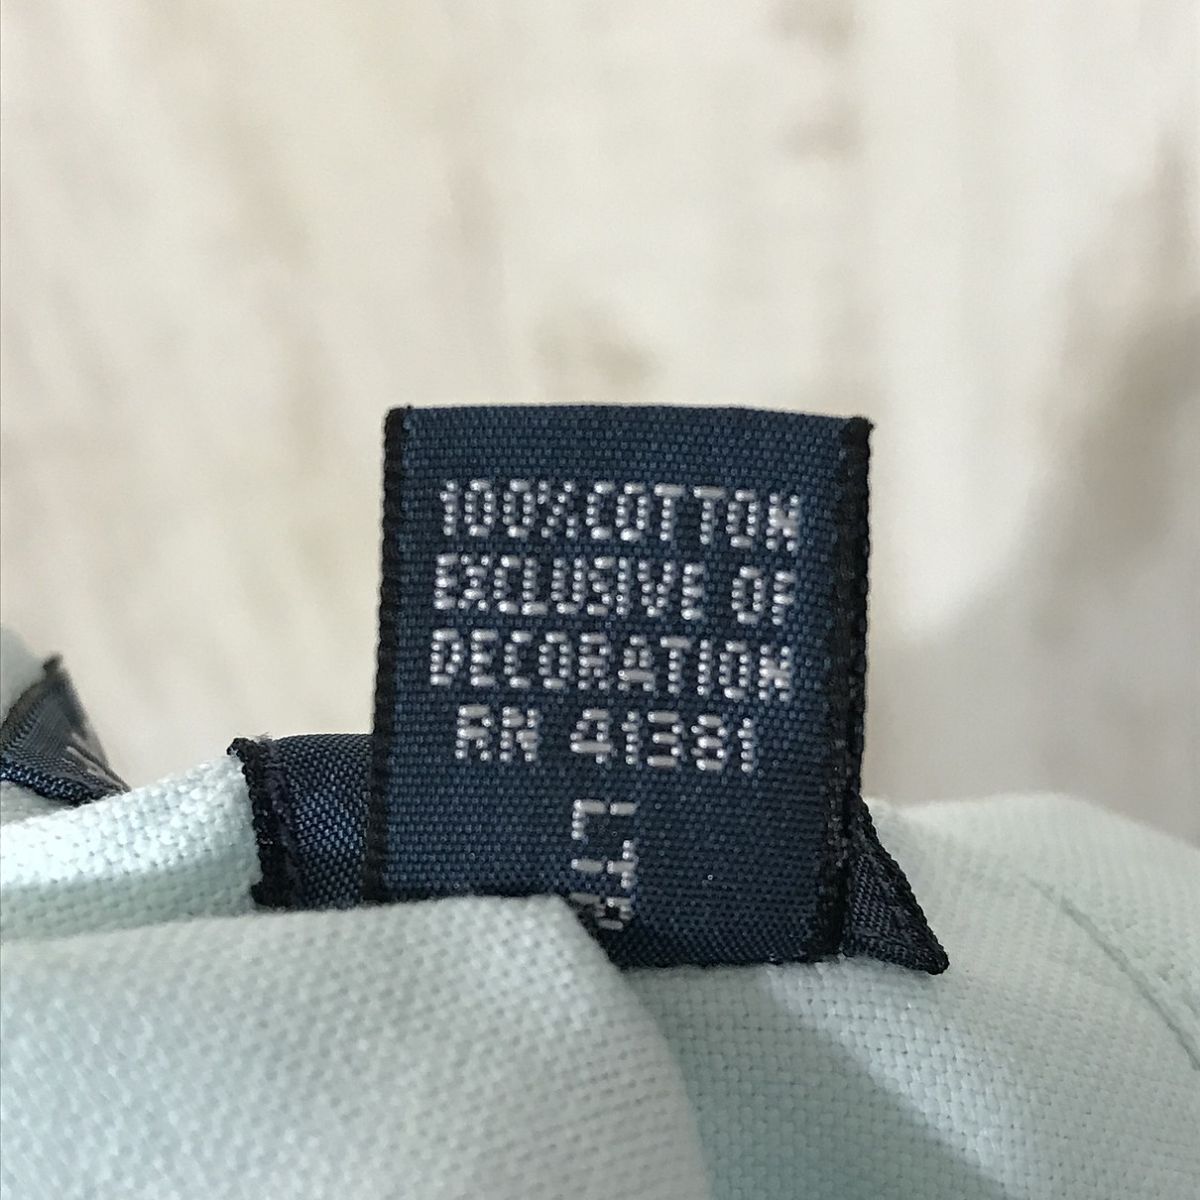 100% COTTON
EXCLUSIVE OF
DECORATION
RN 41381